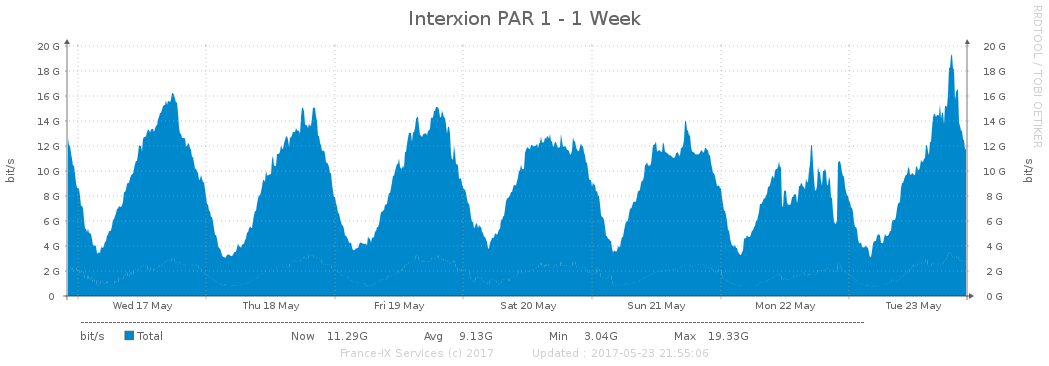 Interxion PAR 1 - 1 Week
RRDTOOL / TOBI OETIKER
20 G 20 G
18 G 18 G
16 G 16 G
14 G 14 G
12 G 12 G
10 G 10 G
8 G 8 G
6 G 6 G
4 G 4 G
2 G 2 G
0 0 G
bit/s
bit/s
Wed 17 May Thu 18 May Fri 19 May Sat 20 May Sun 21 May Mon 22 May Tue 23 May
bit/s Total Now 11.29G Avg 9.13G Min 3.04G Max 19.33G
France-IX Services (c) 2017 Updated : 2017-05-23 21:55:06